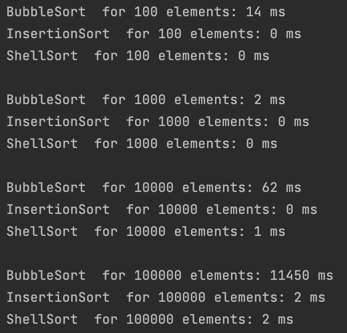 BubbleSort  for 100 elements: 14 ms
InsertionSort  for 100 elements: 0 ms
ShellSort  for 100 elements: 0 ms

BubbleSort  for 1000 elements: 2 ms
InsertionSort  for 1000 elements: 0 ms
ShellSort  for 1000 elements: 0 ms

BubbleSort  for 10000 elements: 62 ms
InsertionSort  for 10000 elements: 0 ms
ShellSort  for 10000 elements: 1 ms

BubbleSort  for 100000 elements: 11450 ms
InsertionSort  for 100000 elements: 2 ms
ShellSort  for 100000 elements: 2 ms